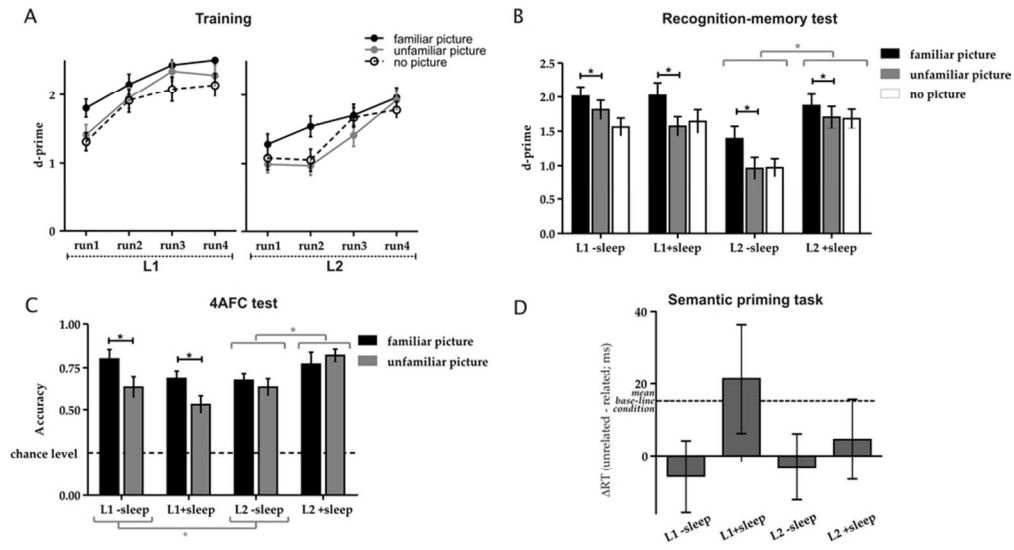 A
Training
familiar picture
unfamiliar picture
no picture
d-prime
2
1
0
run1 run2 run3 run4 run1 run2 run3 run4
L1 L2
B
Recognition-memory test
*
familiar picture
unfamiliar picture
no picture
* * * *
d-prime
2.5
2.0
1.5
1.0
0.5
0.0
L1 -sleep L1+sleep L2 -sleep L2 +sleep
C
4AFC test
*
familiar picture
unfamiliar picture
* *
Accuracy
1.00
0.75
0.50
chance level
0.00
L1 -sleep L1+sleep L2 -sleep L2 +sleep
*
D
Semantic priming task
ΔRT (unrelated - related; ms)
40
20
mean
base-line
condition
0
L1 -sleep L1+sleep L2 -sleep L2 +sleep